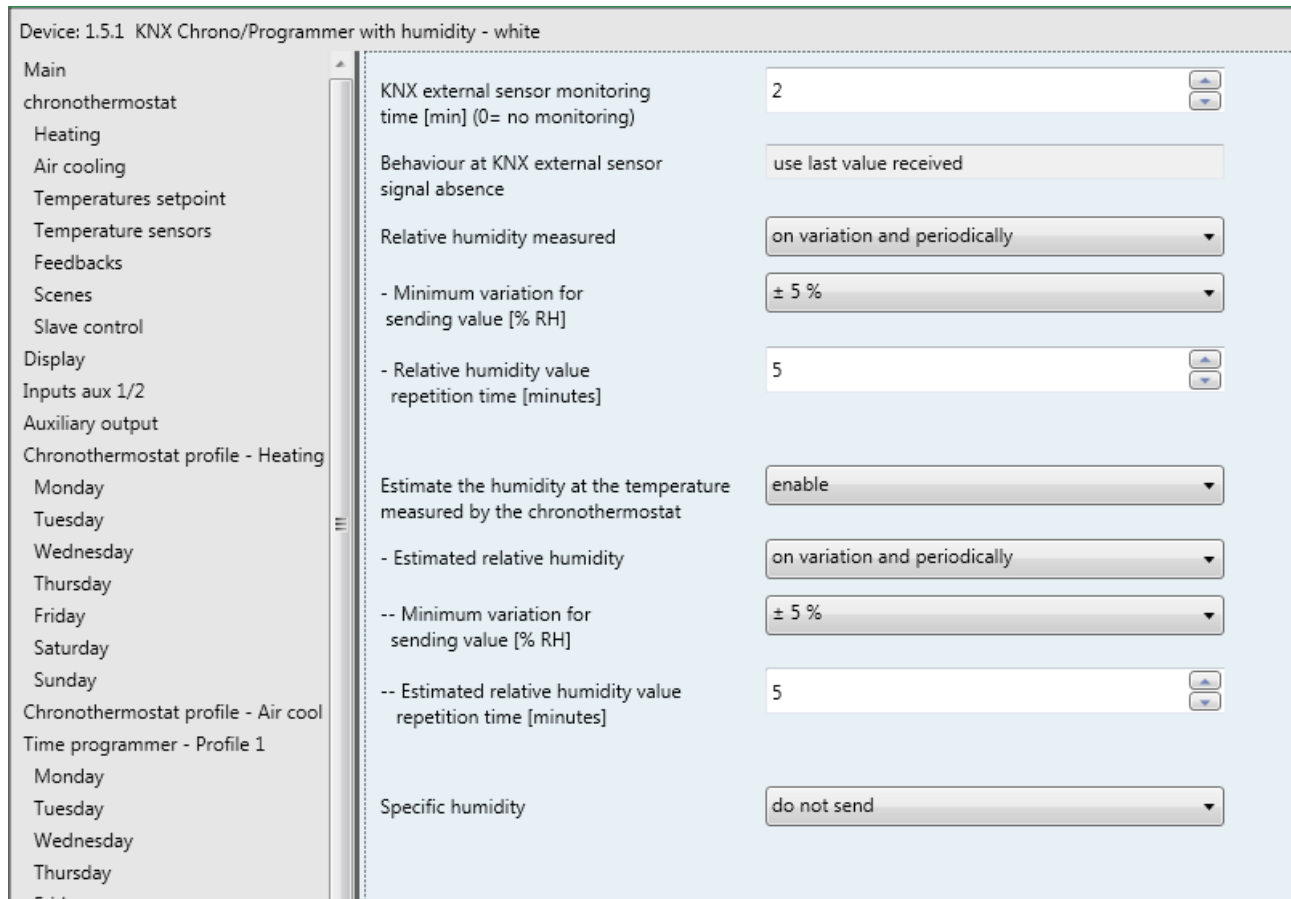 Device: 1.5.1  KNX Chrono/Programmer with humidity - white
Main
chronothermostat
Heating
Air cooling
Temperatures setpoint
Temperature sensors
Feedbacks
Scenes
Slave control
Display
Inputs aux 1/2
Auxiliary output
Chronothermostat profile - Heating
Monday
Tuesday
Wednesday
Thursday
Friday
Saturday
Sunday
Chronothermostat profile - Air cool
Time programmer - Profile 1
Monday
Tuesday
Wednesday
Thursday
KNX external sensor monitoring
time [min] (0= no monitoring)
2
Behaviour at KNX external sensor
signal absence
use last value received
Relative humidity measured
on variation and periodically
- Minimum variation for
sending value [% RH]
± 5 %
- Relative humidity value
repetition time [minutes]
5
Estimate the humidity at the temperature
measured by the chronothermostat
enable
- Estimated relative humidity
on variation and periodically
-- Minimum variation for
sending value [% RH]
± 5 %
-- Estimated relative humidity value
repetition time [minutes]
5
Specific humidity
do not send